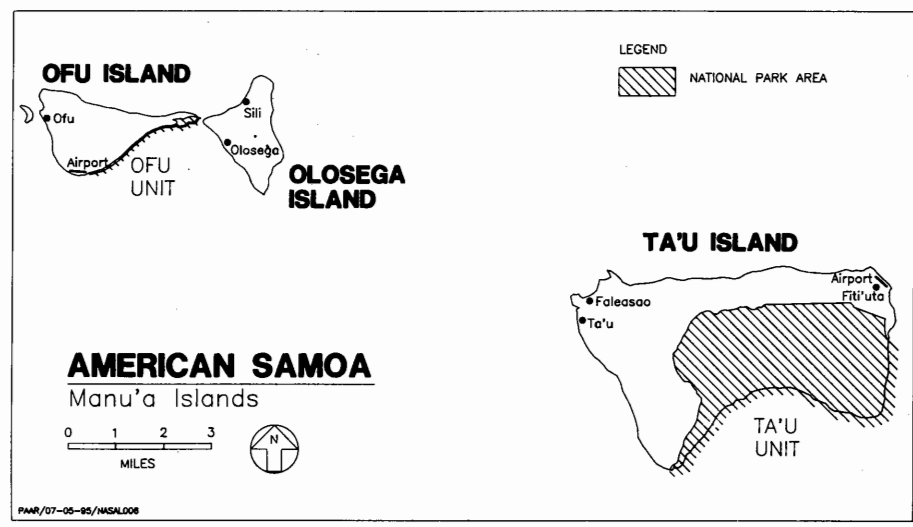 LEGEND
NATIONAL PARK AREA
OFU ISLAND
Ofu
Sili
Olosega
Airport
OFU
UNIT
OLOSEGA
ISLAND
TA'U ISLAND
Airport
Fiti'uta
Faleasao
Ta'u
TA'U
UNIT
AMERICAN SAMOA
Manu'a Islands
0 1 2 3
MILES
N
PAAR/07-05-95/NASAL006